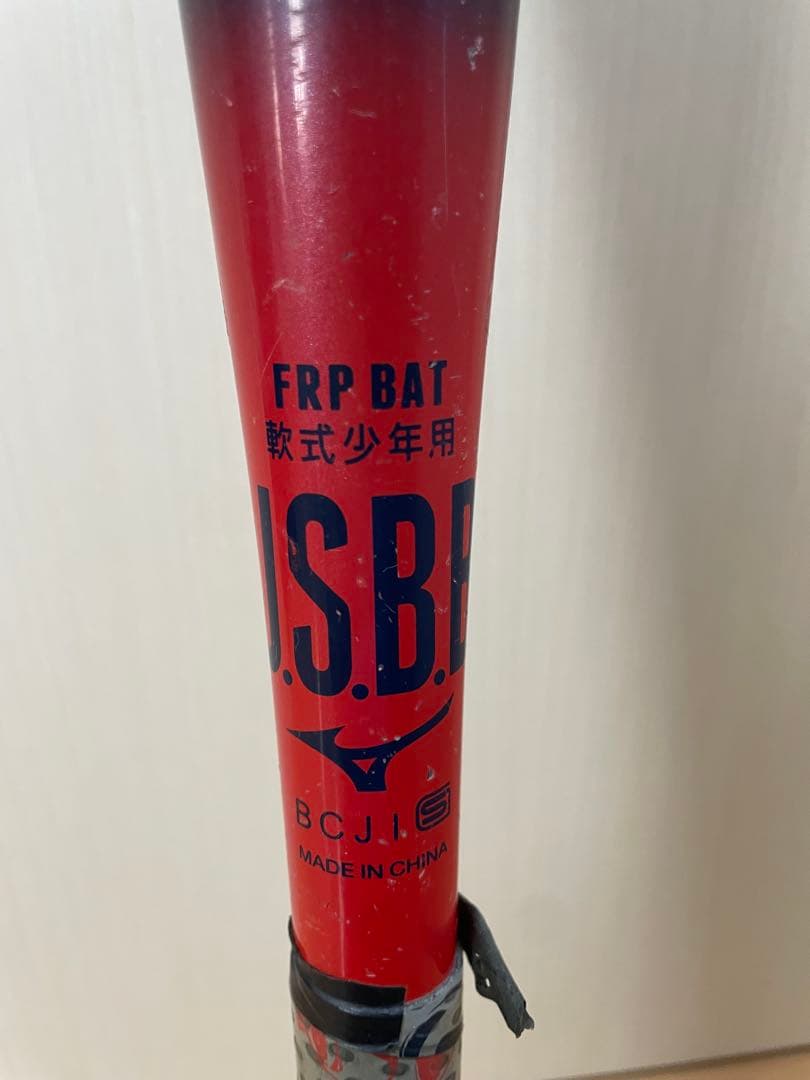 FRP BAT
軟式少年用
J.S.B.B
BCJI S
MADE IN CHINA